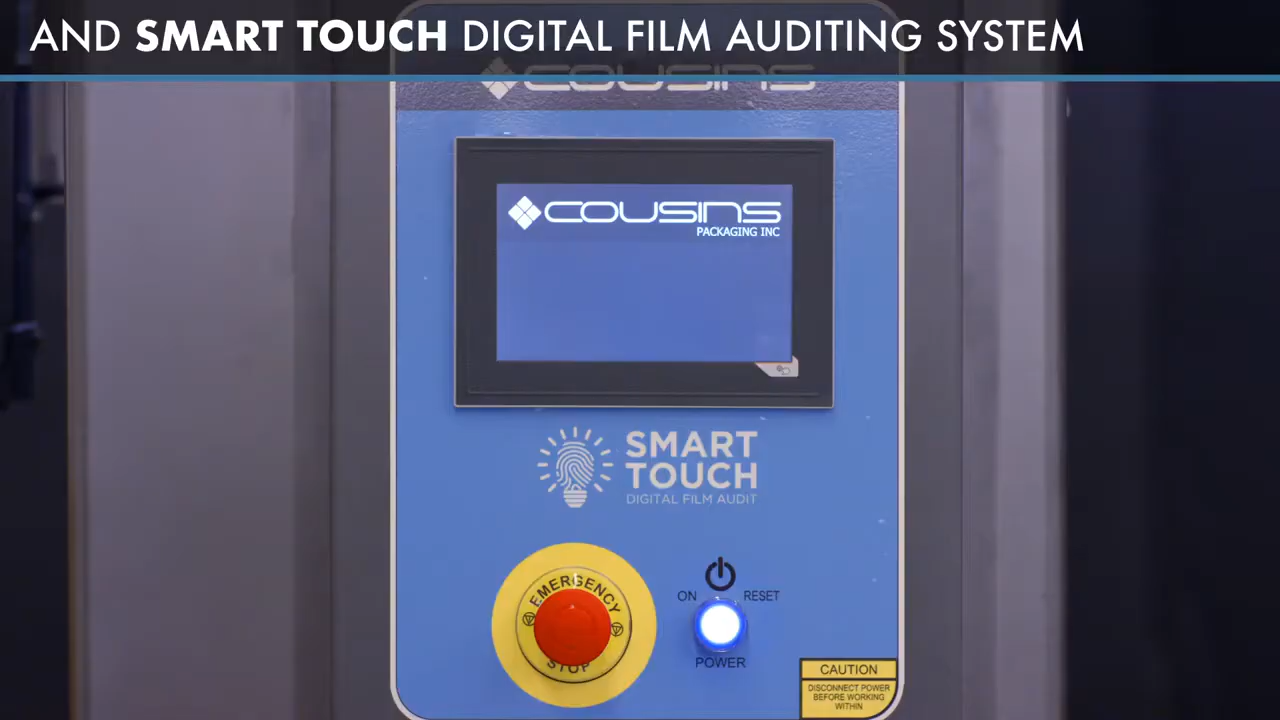 AND SMART TOUCH DIGITAL FILM AUDITING SYSTEM
COUSINS
COUSINS
PACKAGING INC
SMART
TOUCH
DIGITAL FILM AUDIT
EMERGENCY
STOP
ON
RESET
POWER
CAUTION
DISCONNECT POWER
BEFORE WORKING
WITHIN